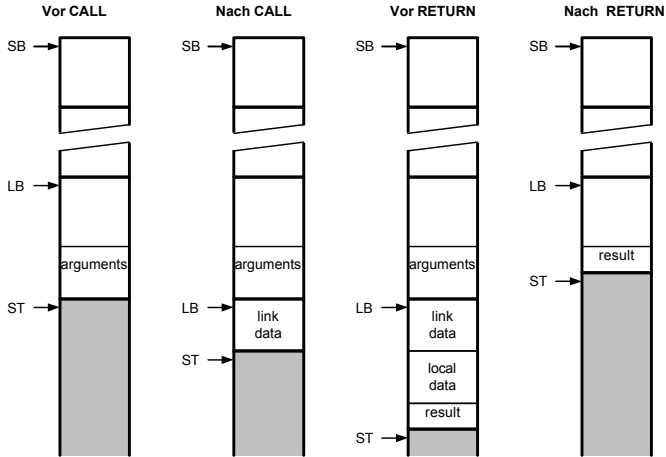 Vor CALL
SB
LB
arguments
ST
Nach CALL
SB
arguments
LB
link
data
ST
Vor RETURN
SB
arguments
LB
link
data
local
data
result
ST
Nach RETURN
SB
LB
result
ST